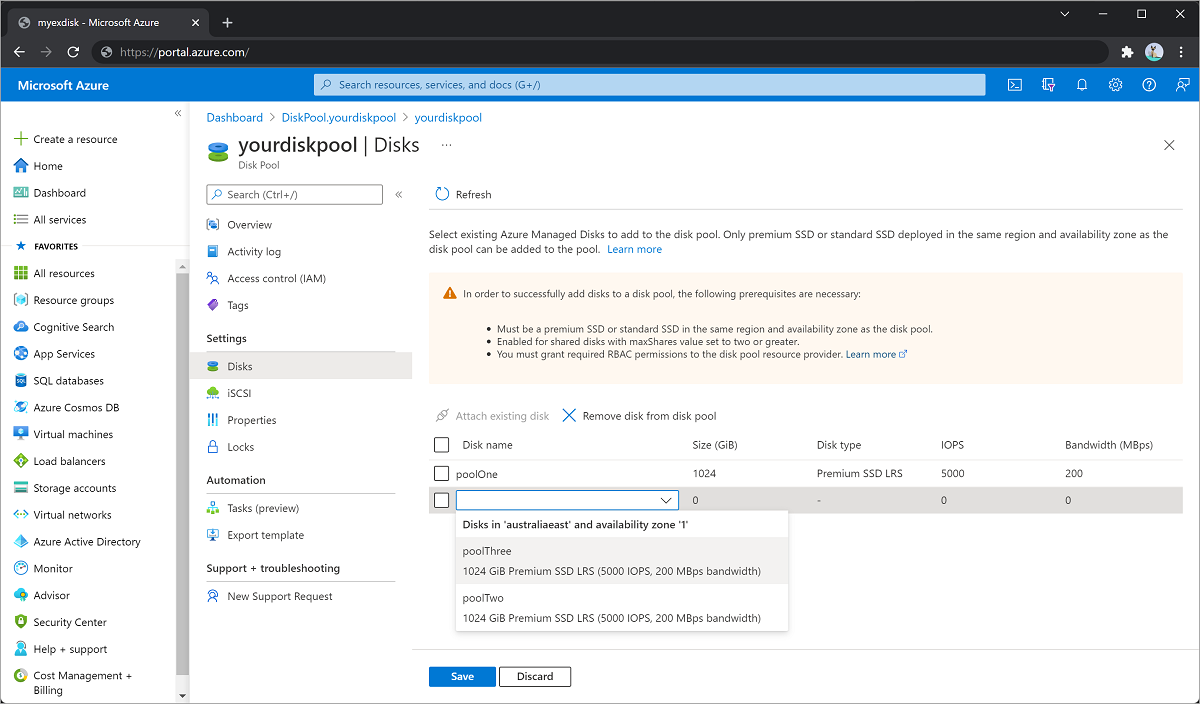 myexdisk - Microsoft Azure
https://portal.azure.com/
Microsoft Azure
Search resources, services, and docs (G+/)
Create a resource
Home
Dashboard
All services
FAVORITES
All resources
Resource groups
Cognitive Search
App Services
SQL databases
Azure Cosmos DB
Virtual machines
Load balancers
Storage accounts
Virtual networks
Azure Active Directory
Monitor
Advisor
Security Center
Help + support
Cost Management +
Billing
Dashboard > DiskPool.yourdiskpool > yourdiskpool
yourdiskpool | Disks ...
Disk Pool
Search (Ctrl+/)
Overview
Activity log
Access control (IAM)
Tags
Settings
Disks
iSCSI
Properties
Locks
Automation
Tasks (preview)
Export template
Support + troubleshooting
New Support Request
Refresh
Select existing Azure Managed Disks to add to the disk pool. Only premium SSD or standard SSD deployed in the same region and availability zone as the
disk pool can be added to the pool. Learn more
In order to successfully add disks to a disk pool, the following prerequisites are necessary:
• Must be a premium SSD or standard SSD in the same region and availability zone as the disk pool.
• Enabled for shared disks with maxShares value set to two or greater.
• You must grant required RBAC permissions to the disk pool resource provider. Learn more
Attach existing disk Remove disk from disk pool
Disk name Size (GiB) Disk type IOPS Bandwidth (MBps)
poolOne 1024 Premium SSD LRS 5000 200
0 - 0 0
Disks in 'australiaeast' and availability zone '1'
poolThree
1024 GiB Premium SSD LRS (5000 IOPS, 200 MBps bandwidth)
poolTwo
1024 GiB Premium SSD LRS (5000 IOPS, 200 MBps bandwidth)
Save Discard